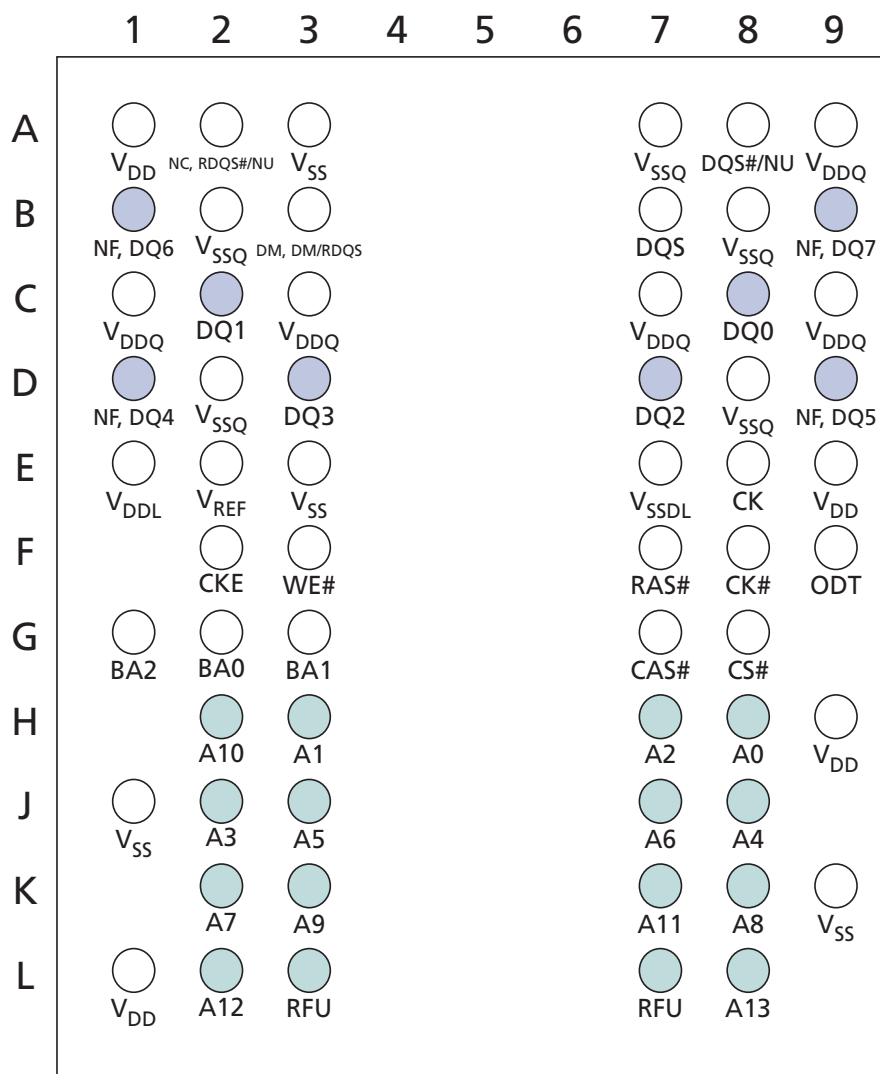 1 2 3 4 5 6 7 8 9
A
VDD NC, RDQS#/NU VSS VSSQ DQS#/NU VDDQ
B
NF, DQ6 VSSQ DM, DM/RDQS DQS VSSQ NF, DQ7
C
VDDQ DQ1 VDDQ VDDQ DQ0 VDDQ
D
NF, DQ4 VSSQ DQ3 DQ2 VSSQ NF, DQ5
E
VDDL VREF VSS VSSDL CK VDD
F
CKE WE# RAS# CK# ODT
G
BA2 BA0 BA1 CAS# CS#
H
A10 A1 A2 A0 VDD
J
VSS A3 A5 A6 A4
K
A7 A9 A11 A8 VSS
L
VDD A12 RFU RFU A13